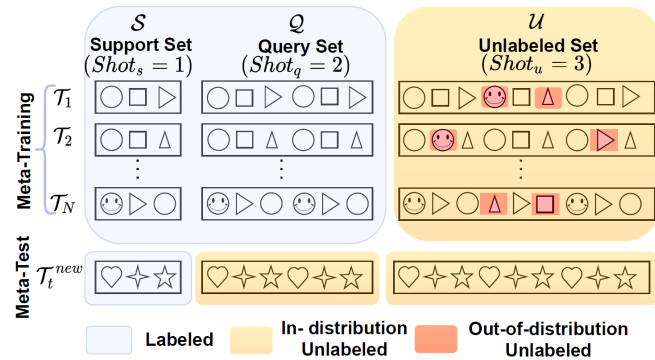 S Q U
Support Set Query Set Unlabeled Set
(Shot_s = 1) (Shot_q = 2) (Shot_u = 3)
Meta-Training
T_1
T_2
⋮ ⋮ ⋮
T_N
Meta-Test
T_t^new
Labeled
In- distribution Unlabeled
Out-of-distribution Unlabeled